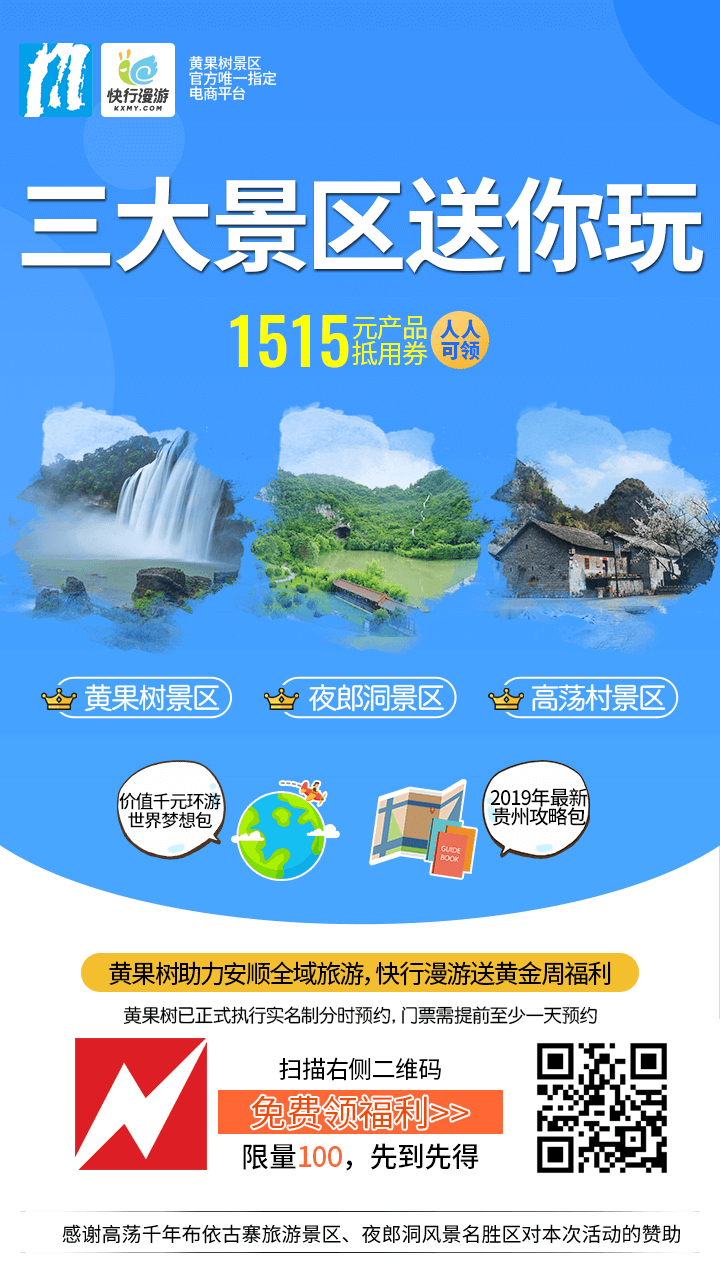 快行漫游
KXMY.COM
黄果树景区
官方唯一指定
电商平台
三大景区送你玩
1515元产品
抵用券
人人
可领
黄果树景区
夜郎洞景区
高荡村景区
价值千元环游
世界梦想包
GUIDE
BOOK
2019年最新
贵州攻略包
黄果树助力安顺全域旅游,快行漫游送黄金周福利
黄果树已正式执行实名制分时预约,门票需提前至少一天预约
扫描右侧二维码
免费领福利>>
限量100，先到先得
感谢高荡千年布依古寨旅游景区、夜郎洞风景名胜区对本次活动的赞助